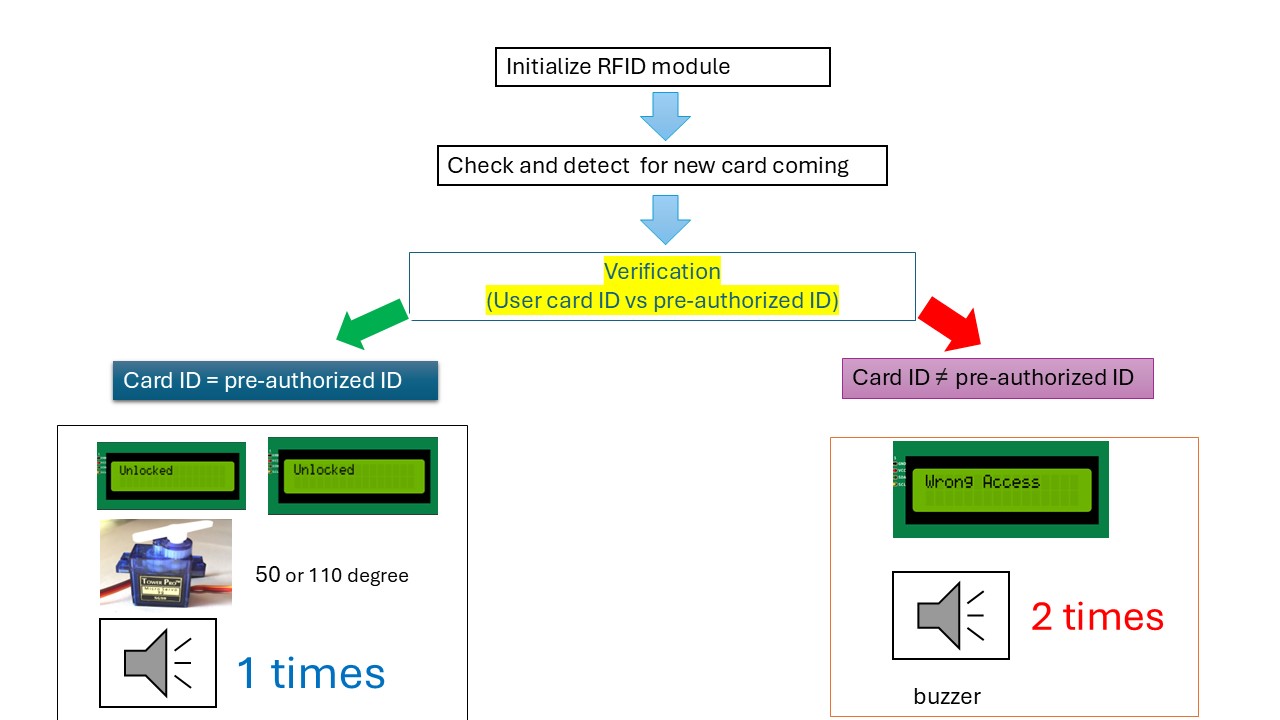 Initialize RFID module
Check and detect  for new card coming
Verification
(User card ID vs pre-authorized ID)
Card ID = pre-authorized ID
Card ID ≠ pre-authorized ID
Unlocked
Unlocked
Wrong Access
TOWER PRO
50 or 110 degree
1 times
2 times
buzzer